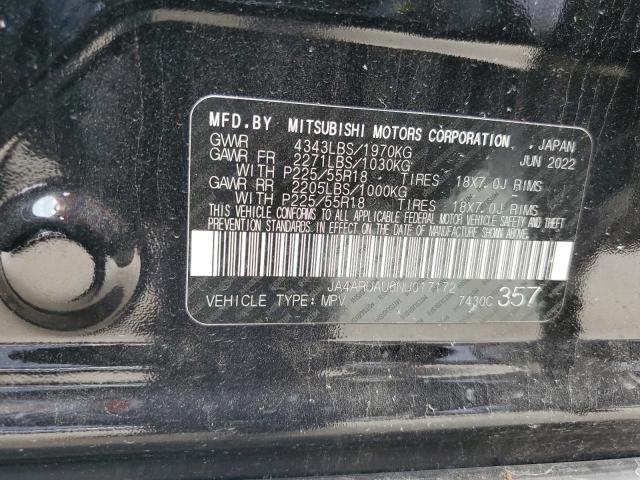 MFD.BY MITSUBISHI MOTORS CORPORATION, JAPAN
GVWR 4343LBS/1970KG JUN 2022
GAWR FR 2271LBS/1030KG
WITH P225/55R18 TIRES 18X7.0J RIMS
GAWR RR 2205LBS/1000KG
WITH P225/55R18 TIRES 18X7.0J RIMS
THIS VEHICLE CONFORMS TO ALL APPLICABLE FEDERAL MOTOR VEHICLE SAFETY AND THEFT
PREVENTION STANDARDS IN EFFECT ON THE DATE OF MANUFACTURE SHOWN ABOVE.
JA4ARUAU8NU017172
VEHICLE TYPE: MPV 7430C 357